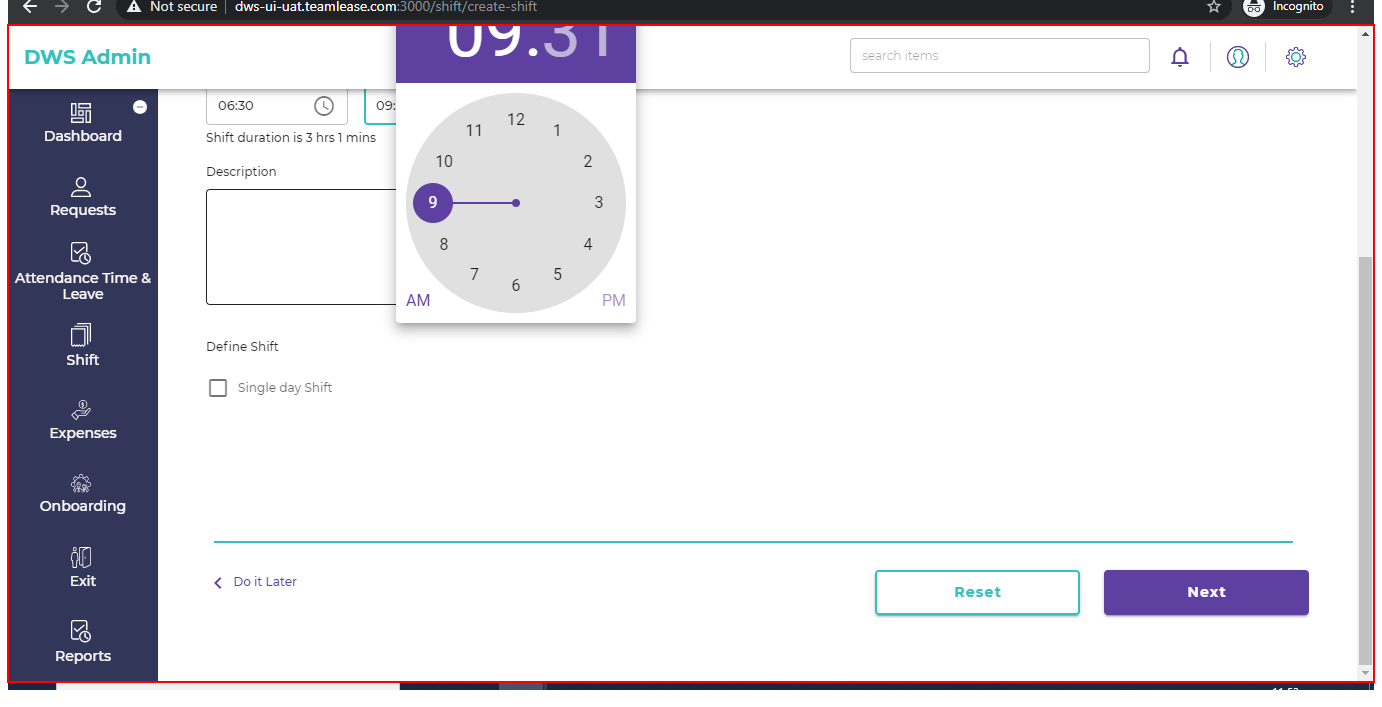 Not secure
dws-ui-uat.teamlease.com:3000/shift/create-shift
Incognito
DWS Admin
09.31
search items
06:30
09:
Shift duration is 3 hrs 1 mins
Description
12
11
1
10
2
9
3
8
4
7
5
6
AM
PM
Define Shift
Single day Shift
Dashboard
Requests
Attendance Time &
Leave
Shift
Expenses
Onboarding
Exit
Reports
Do it Later
Reset
Next